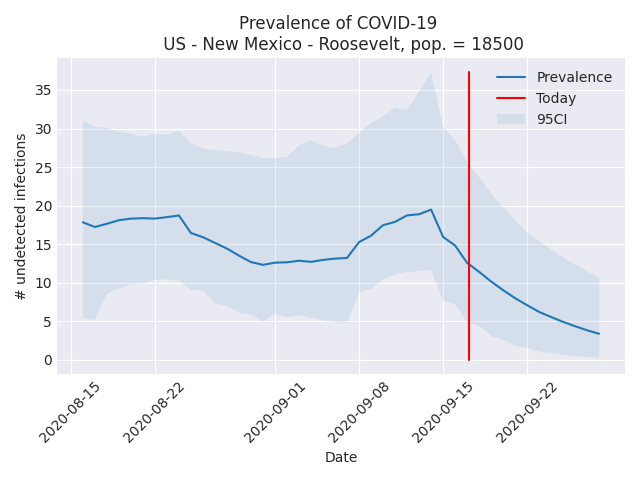 Prevalence of COVID-19
US - New Mexico - Roosevelt, pop. = 18500
Prevalence
Today
95CI
# undetected infections
35
30
25
20
15
10
5
0
2020-08-15
2020-08-22
2020-09-01
2020-09-08
2020-09-15
2020-09-22
Date